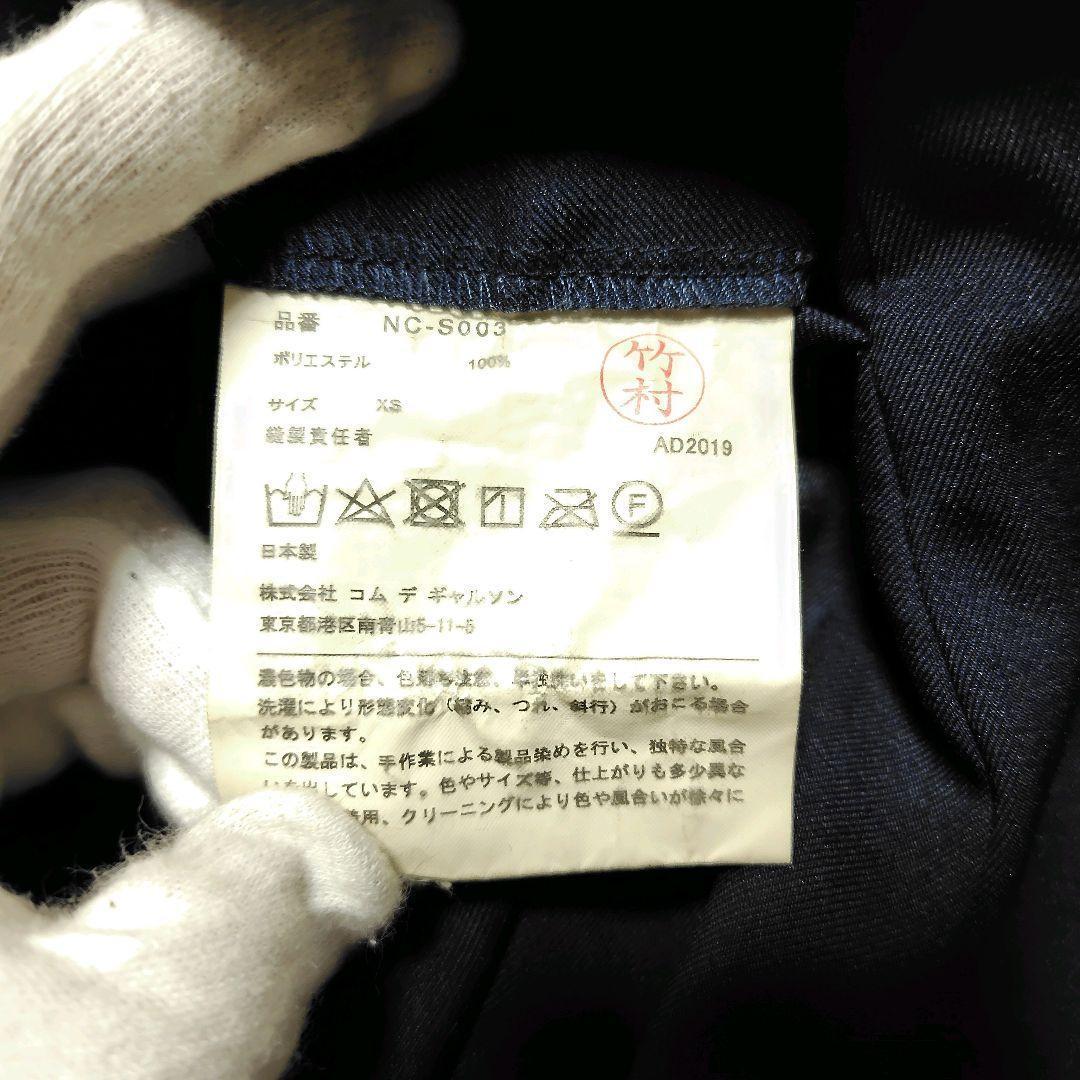 品番 NC-S003
ポリエステル 100%
竹村
サイズ XS
縫製責任者
AD2019
F
日本製
株式会社 コム デ ギャルソン
東京都港区南青山5-11-5
濃色物の場合、色落ち注意、単独洗いをして下さい。
洗濯により形態変化(縮み、つれ、斜行)がおこる場合
があります。
この製品は、手作業による製品染めを行い、独特な風合
いを出しています。色やサイズ等、仕上がりも多少異な
着用、クリーニングにより色や風合いが徐々に